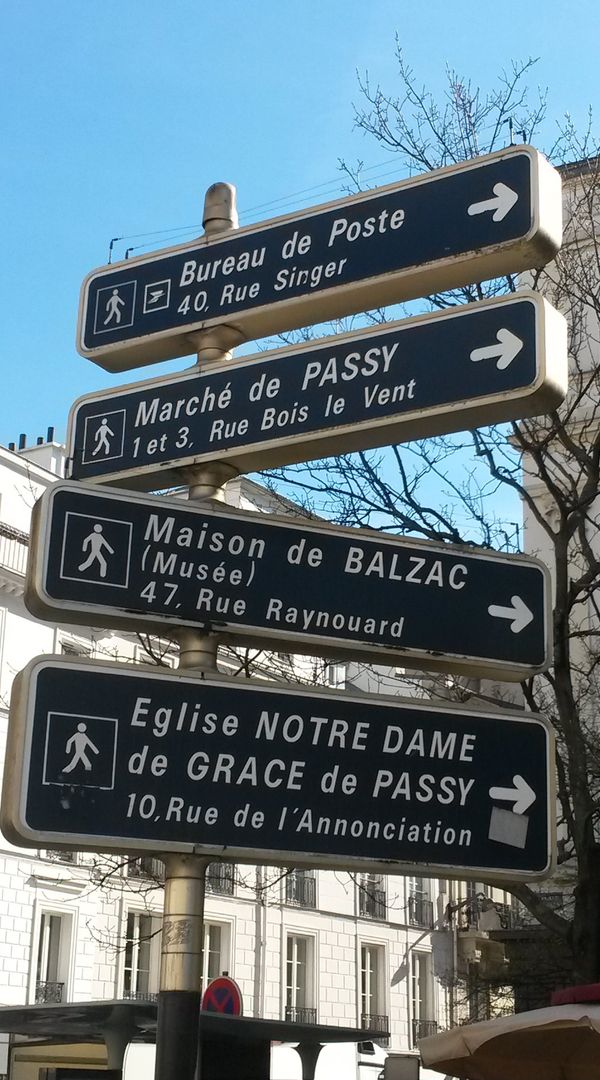 Bureau de Poste
40, Rue Singer
Marché de PASSY
1 et 3, Rue Bois le Vent
Maison de BALZAC
(Musée)
47, Rue Raynouard
Eglise NOTRE DAME
de GRACE de PASSY
10, Rue de l'Annonciation